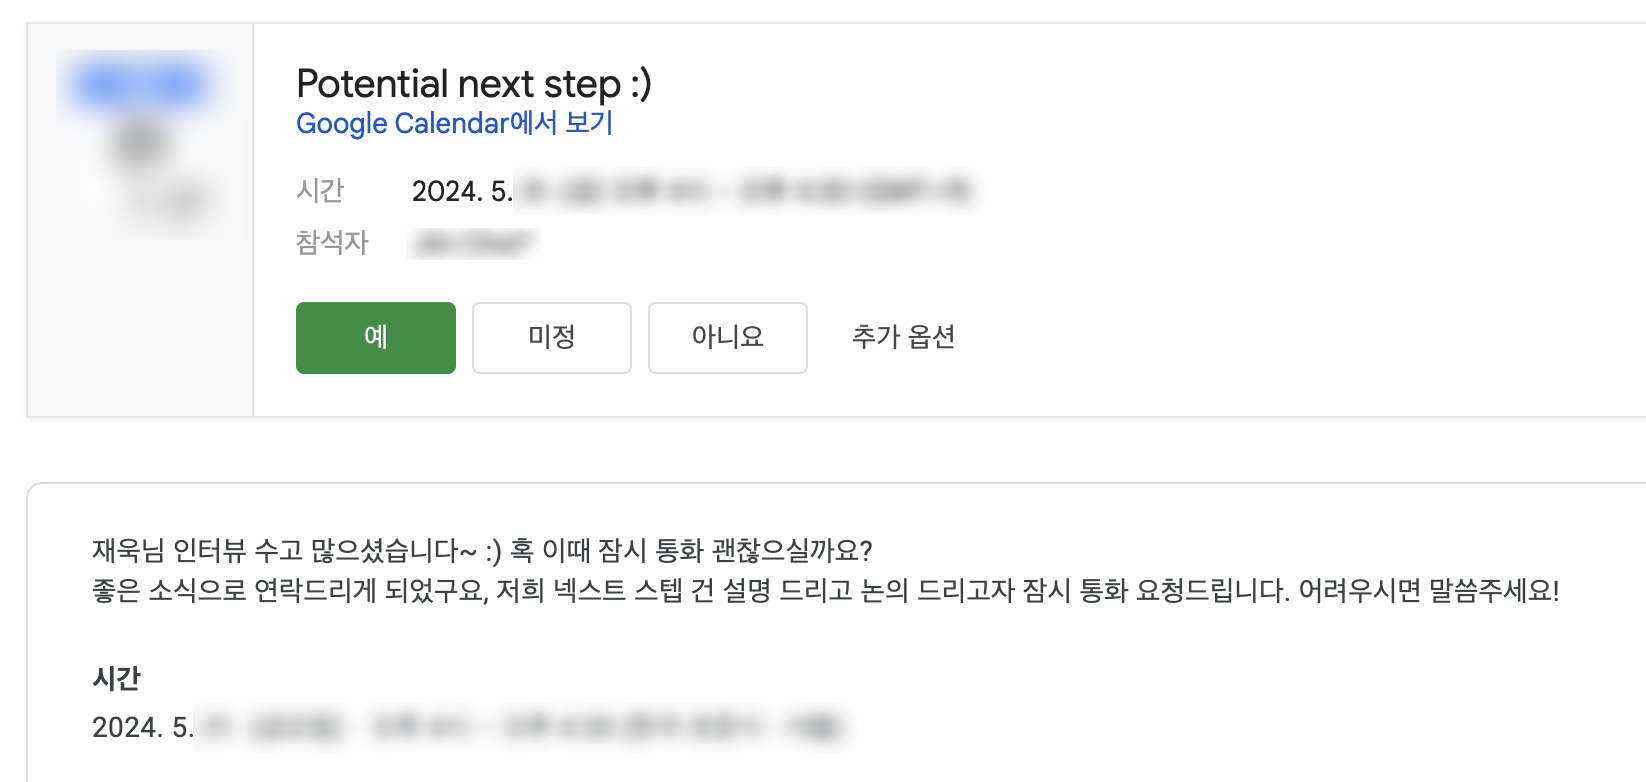 Potential next step :)
Google Calendar에서 보기
시간 2024. 5.
참석자
예 미정 아니요 추가 옵션
재욱님 인터뷰 수고 많으셨습니다~ :) 혹 이때 잠시 통화 괜찮으실까요?
좋은 소식으로 연락드리게 되었구요, 저희 넥스트 스텝 건 설명 드리고 논의 드리고자 잠시 통화 요청드립니다. 어려우시면 말씀주세요!
시간
2024. 5.